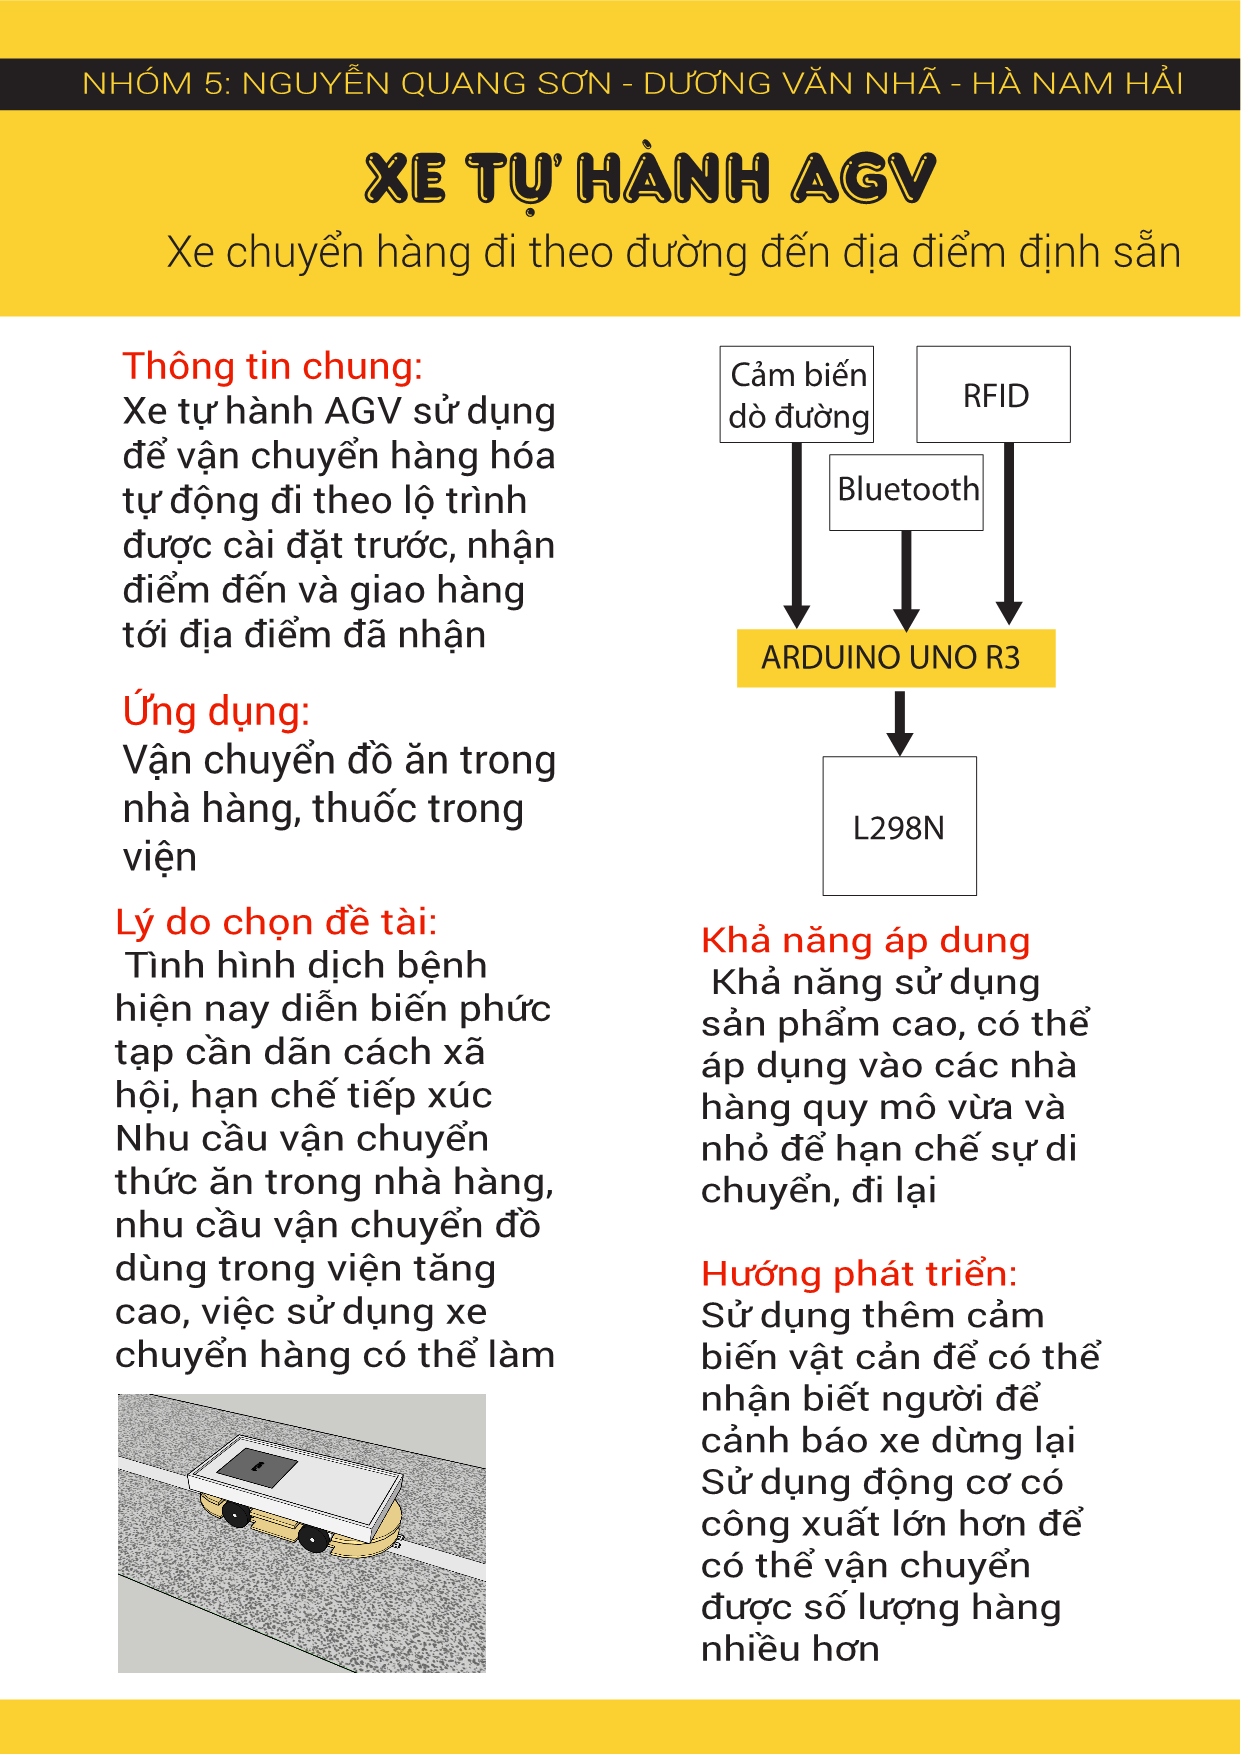 NHÓM 5: NGUYỄN QUANG SƠN - DƯƠNG VĂN NHÃ - HÀ NAM HẢI
XE TỰ HÀNH AGV
Xe chuyển hàng đi theo đường đến địa điểm định sẵn
Thông tin chung:
Xe tự hành AGV sử dụng
để vận chuyển hàng hóa
tự động đi theo lộ trình
được cài đặt trước, nhận
điểm đến và giao hàng
tới địa điểm đã nhận
Ứng dụng:
Vận chuyển đồ ăn trong
nhà hàng, thuốc trong
viện
Lý do chọn đề tài:
Tình hình dịch bệnh
hiện nay diễn biến phức
tạp cần dãn cách xã
hội, hạn chế tiếp xúc
Nhu cầu vận chuyển
thức ăn trong nhà hàng,
nhu cầu vận chuyển đồ
dùng trong viện tăng
cao, việc sử dụng xe
chuyển hàng có thể làm
Cảm biến
dò đường
RFID
Bluetooth
ARDUINO UNO R3
L298N
Khả năng áp dung
Khả năng sử dụng
sản phẩm cao, có thể
áp dụng vào các nhà
hàng quy mô vừa và
nhỏ để hạn chế sự di
chuyển, đi lại
Hướng phát triển:
Sử dụng thêm cảm
biến vật cản để có thể
nhận biết người để
cảnh báo xe dừng lại
Sử dụng động cơ có
công xuất lớn hơn để
có thể vận chuyển
được số lượng hàng
nhiều hơn